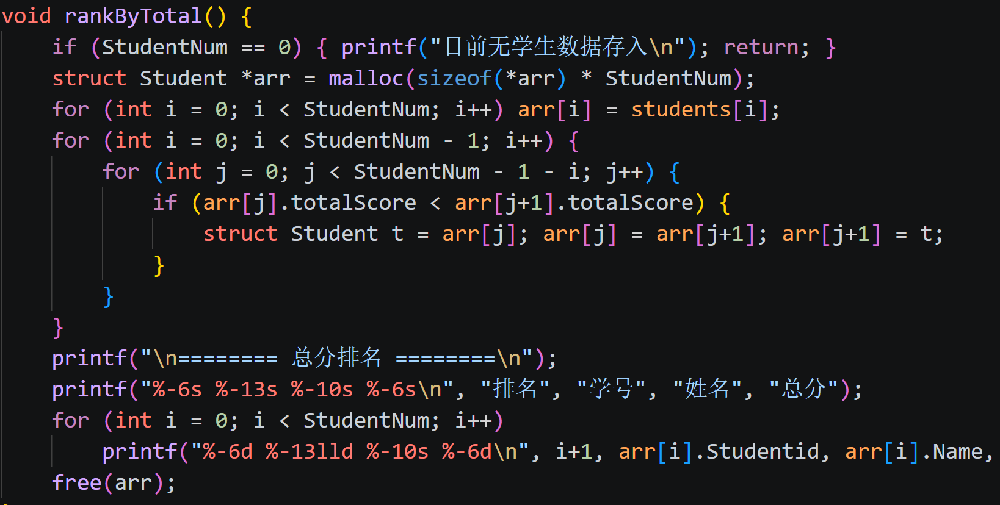 void rankByTotal() {
    if (StudentNum == 0) { printf("目前无学生数据存入\n"); return; }
    struct Student *arr = malloc(sizeof(*arr) * StudentNum);
    for (int i = 0; i < StudentNum; i++) arr[i] = students[i];
    for (int i = 0; i < StudentNum - 1; i++) {
        for (int j = 0; j < StudentNum - 1 - i; j++) {
            if (arr[j].totalScore < arr[j+1].totalScore) {
                struct Student t = arr[j]; arr[j] = arr[j+1]; arr[j+1] = t;
            }
        }
    }
    printf("\n======== 总分排名 ========\n");
    printf("%-6s %-13s %-10s %-6s\n", "排名", "学号", "姓名", "总分");
    for (int i = 0; i < StudentNum; i++)
        printf("%-6d %-13lld %-10s %-6d\n", i+1, arr[i].Studentid, arr[i].Name,
    free(arr);